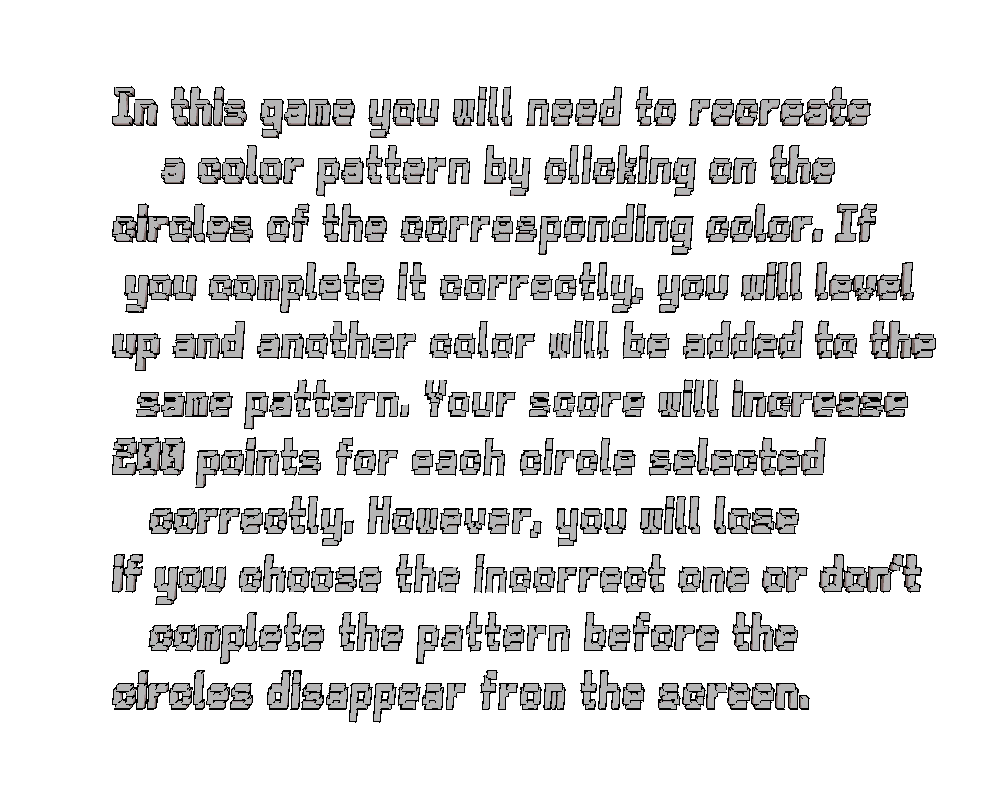 In this game you will need to recreate
a color pattern by clicking on the
circles of the corresponding color. If
you complete it correctly, you will level
up and another color will be added to the
same pattern. Your score will increase
200 points for each circle selected
correctly. However, you will lose
if you choose the incorrect one or don't
complete the pattern before the
circles disappear from the screen.